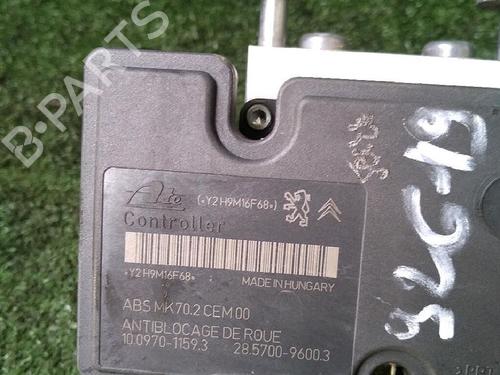 B-PARTS
Ate (*Y2H9M16F68*)
Controller
*Y2H9M16F68*
MADE IN HUNGARY
ABS MK70.2 CEM 00
ANTIBLOCAGE DE ROUE
10.0970-1159.3 28.5700-9600.3